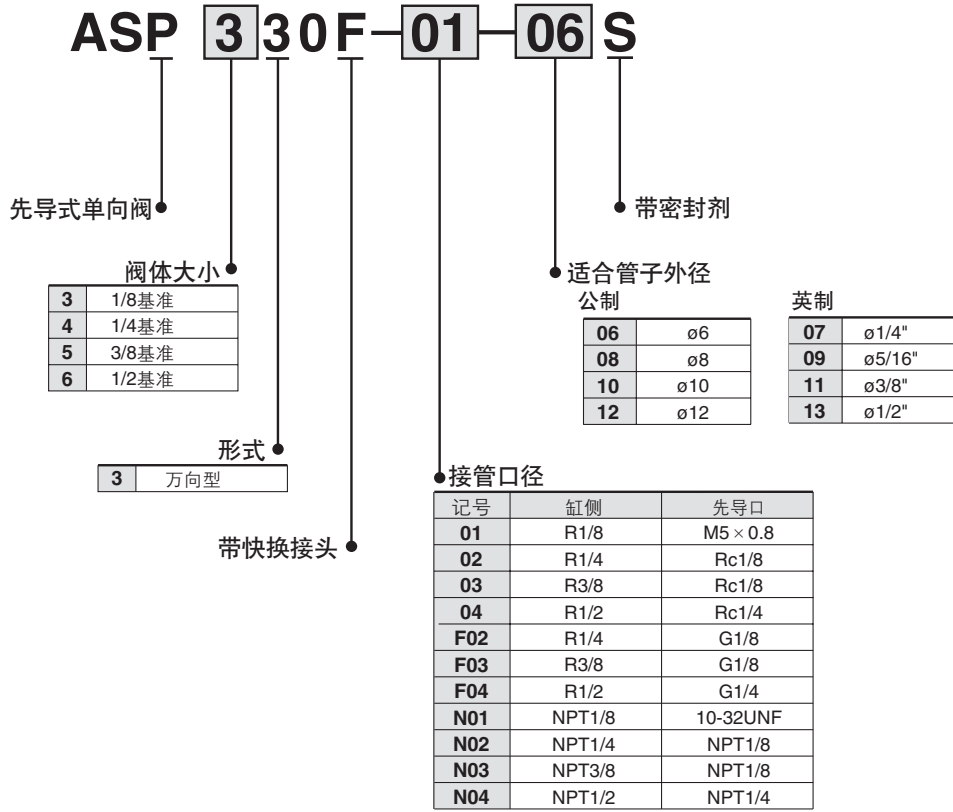 ASP 330F-01-06 S
先导式单向阀
带密封剂
阀体大小
3 1/8基准
4 1/4基准
5 3/8基准
6 1/2基准
适合管子外径
公制
06 ø6
08 ø8
10 ø10
12 ø12
英制
07 ø1/4"
09 ø5/16"
11 ø3/8"
13 ø1/2"
形式
3 万向型
带快换接头
接管口径
记号 缸侧 先导口
01 R1/8 M5×0.8
02 R1/4 Rc1/8
03 R3/8 Rc1/8
04 R1/2 Rc1/4
F02 R1/4 G1/8
F03 R3/8 G1/8
F04 R1/2 G1/4
N01 NPT1/8 10-32UNF
N02 NPT1/4 NPT1/8
N03 NPT3/8 NPT1/8
N04 NPT1/2 NPT1/4